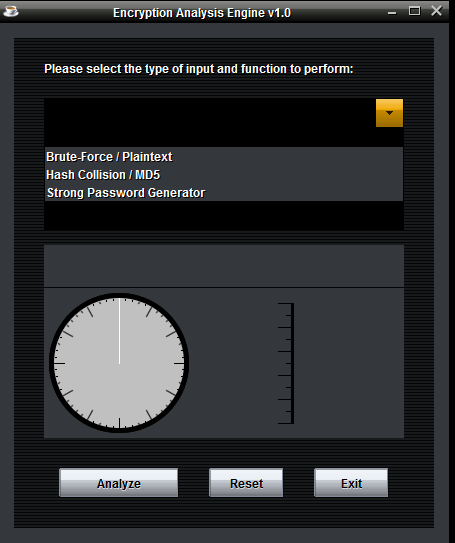 Encryption Analysis Engine v1.0
Please select the type of input and function to perform:
Brute-Force / Plaintext
Hash Collision / MD5
Strong Password Generator
Analyze
Reset
Exit